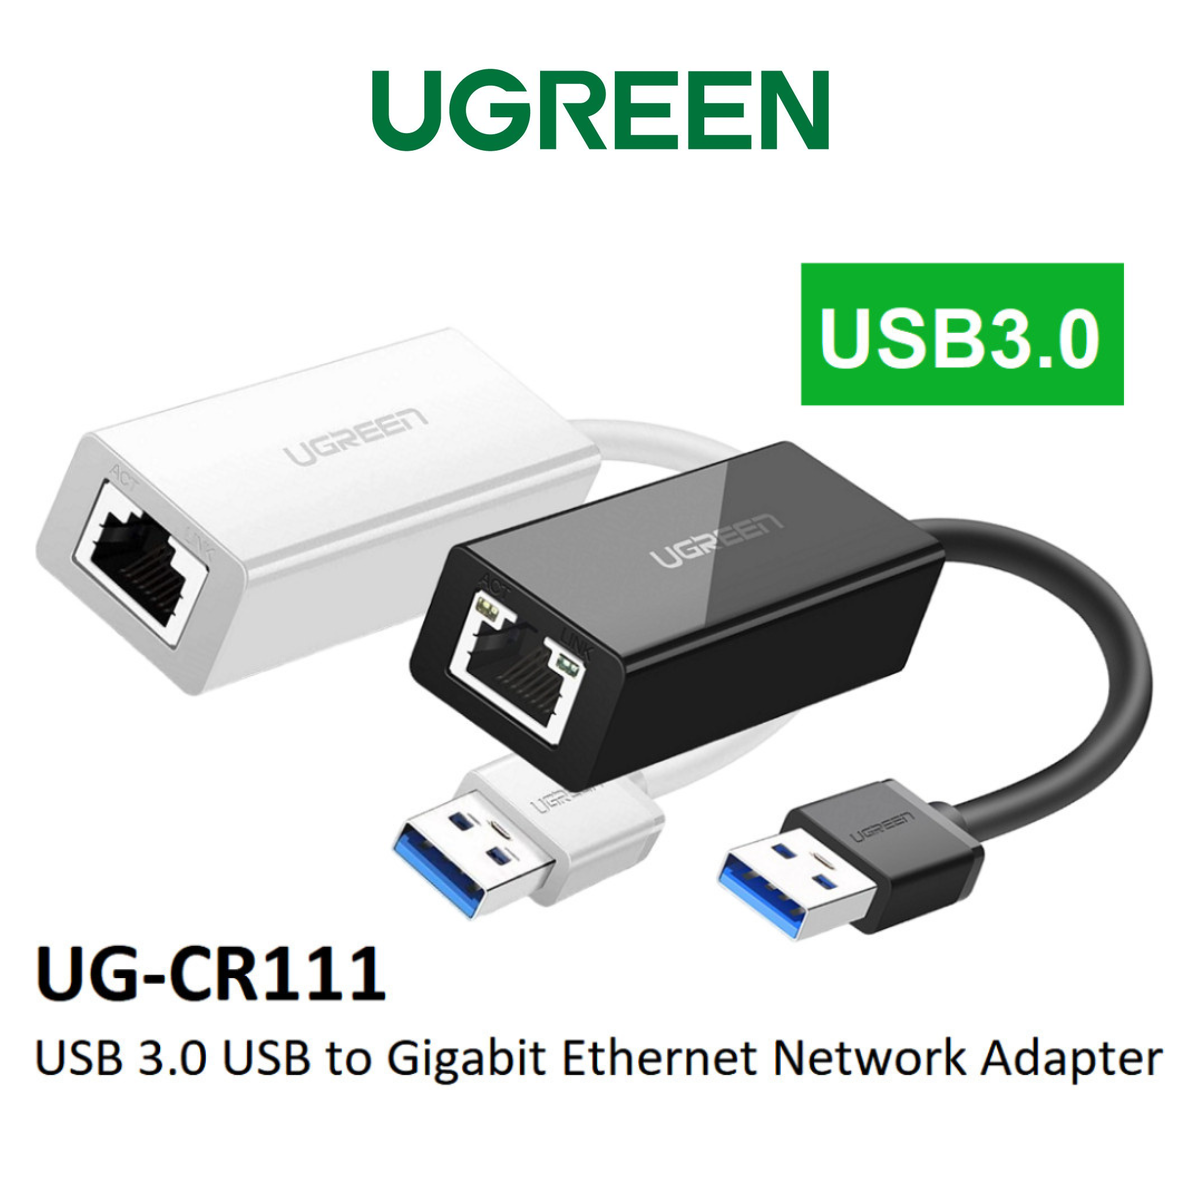 UGREEN
USB3.0
UGREEN
ACT
LINK
UGREEN
ACT
LINK
UGREEN
UGREEN
UG-CR111
USB 3.0 USB to Gigabit Ethernet Network Adapter